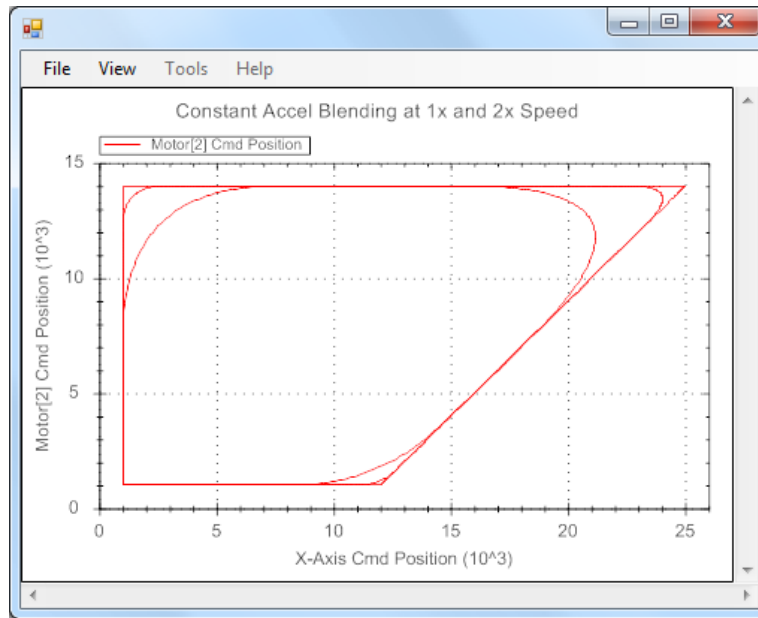 File View Tools Help
Constant Accel Blending at 1x and 2x Speed
Motor[2] Cmd Position
15
10
5
0
Motor[2] Cmd Position (10^3)
0 5 10 15 20 25
X-Axis Cmd Position (10^3)